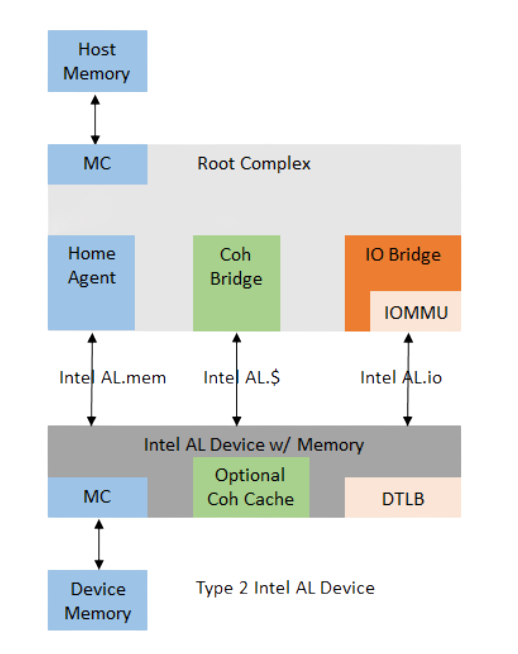 Host
Memory
MC
Root Complex
Home
Agent
Coh
Bridge
IO Bridge
IOMMU
Intel AL.mem
Intel AL.$
Intel AL.io
Intel AL Device w/ Memory
MC
Optional
Coh Cache
DTLB
Device
Memory
Type 2 Intel AL Device